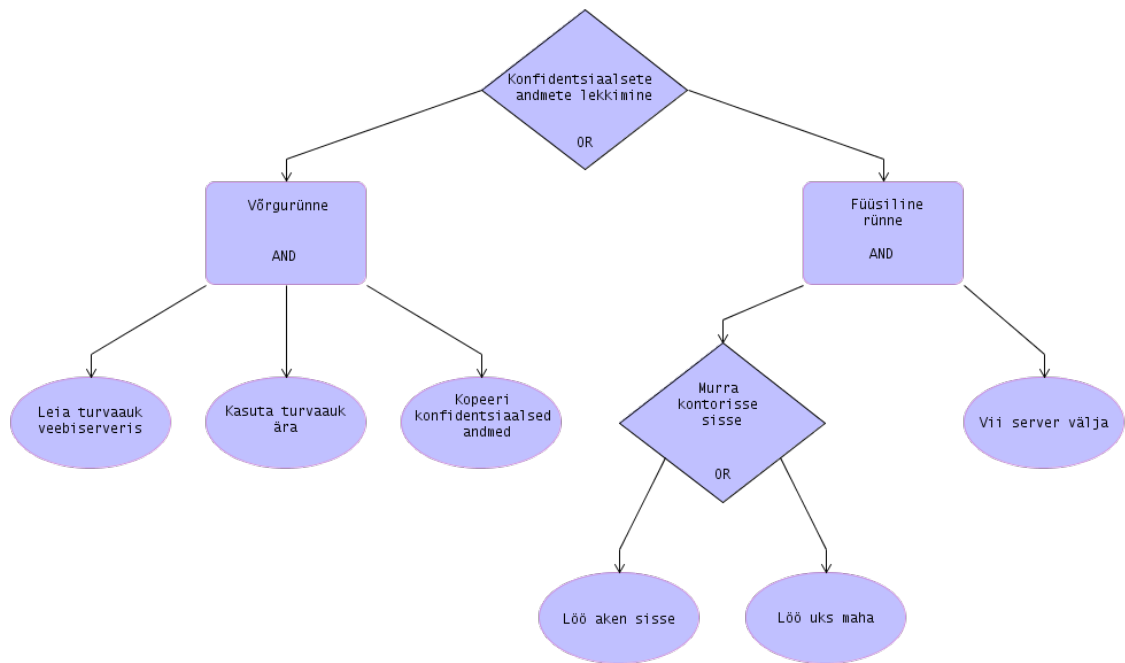 Konfidentsiaalsete
andmete lekkimine
OR
Võrgurünne
AND
Füüsiline
rünne
AND
Leia turvaauk
veebiserveris
Kasuta turvaauk
ära
Kopeeri
konfidentsiaalsed
andmed
Murra
kontorisse
sisse
OR
Vii server välja
Löö aken sisse
Löö uks maha